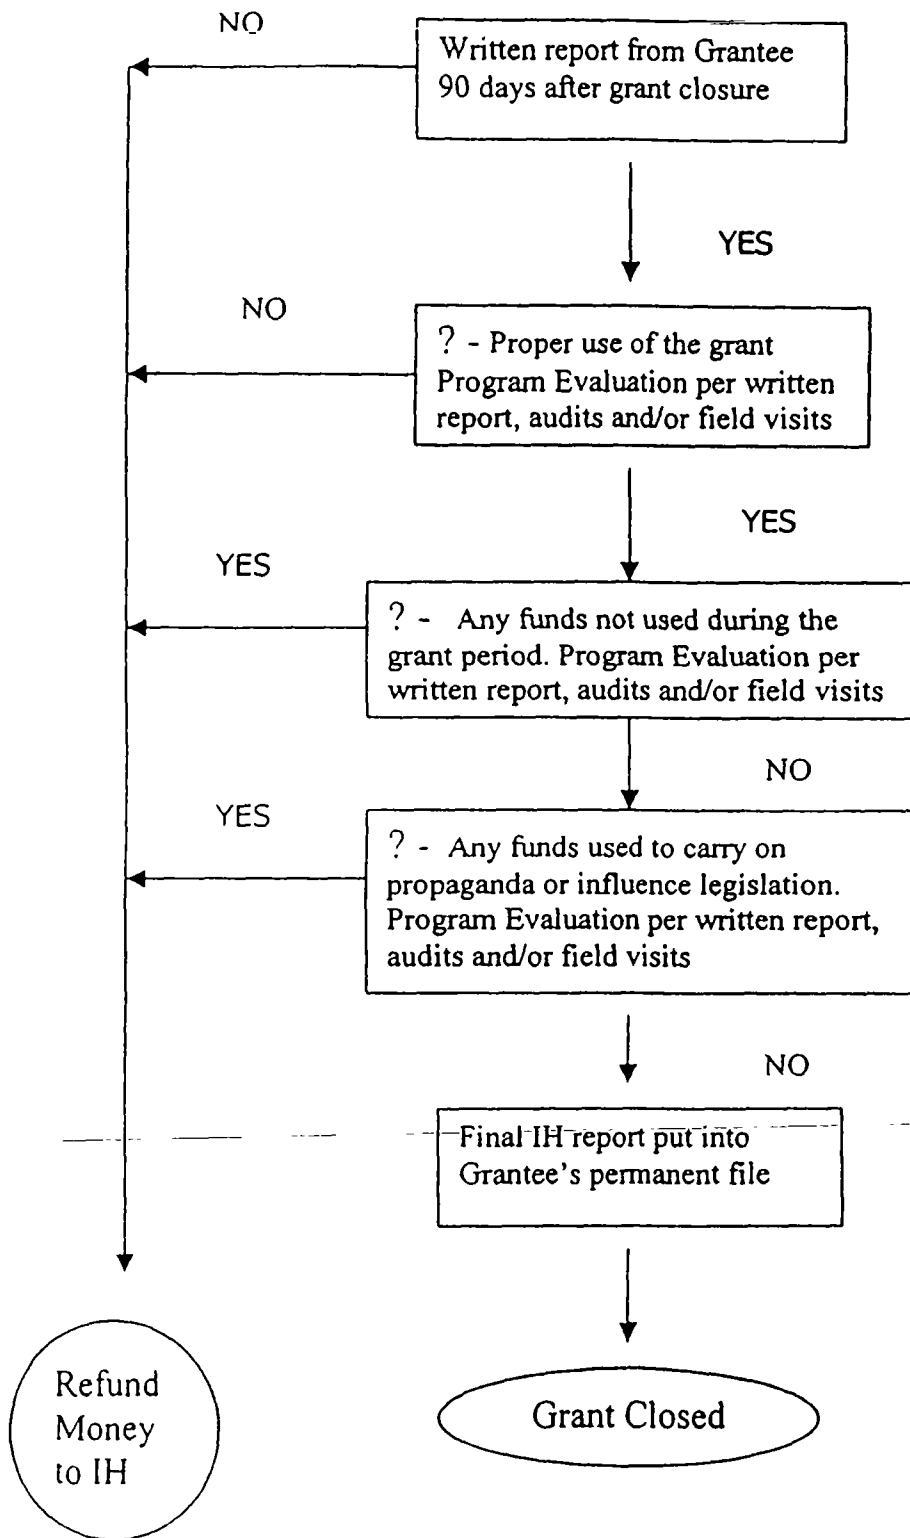 NO
Written report from Grantee
90 days after grant closure
YES
NO
? - Proper use of the grant
Program Evaluation per written
report, audits and/or field visits
YES
YES
? - Any funds not used during the
grant period. Program Evaluation per
written report, audits and/or field visits
NO
YES
? - Any funds used to carry on
propaganda or influence legislation.
Program Evaluation per written report,
audits and/or field visits
NO
Final IH report put into
Grantee's permanent file
Refund
Money
to IH
Grant Closed